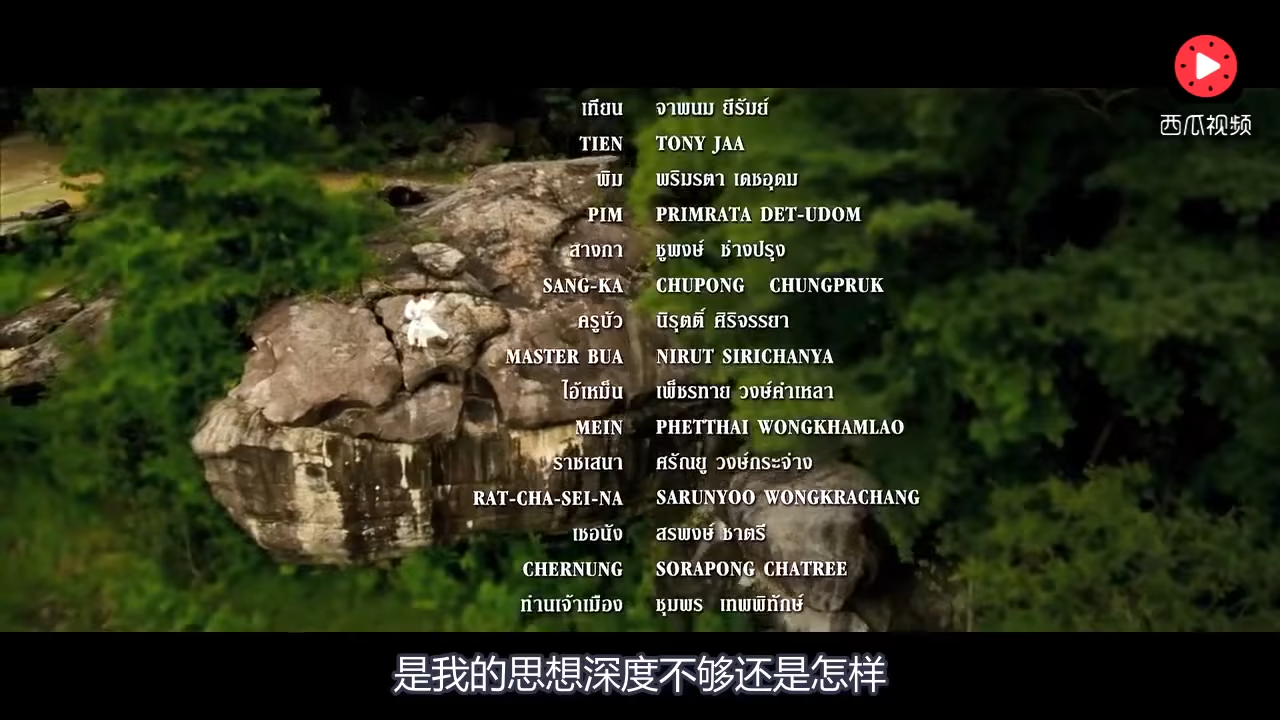 西瓜视频
เทียน จาพนม ยีรัมย์
TIEN TONY JAA
พิม พริมรตา เดชอุดม
PIM PRIMRATA DET-UDOM
สางกา ชูพงษ์ ช่างปรุง
SANG-KA CHUPONG CHUNGPRUK
ครูบัว นิรุตติ์ ศิริจรรยา
MASTER BUA NIRUT SIRICHANYA
ไอ้เหม็น เพ็ชรทาย วงษ์คำเหลา
MEIN PHETTHAI WONGKHAMLAO
ราชเสนา ศรัณยู วงษ์กระจ่าง
RAT-CHA-SEI-NA SARUNYOO WONGKRACHANG
เชอนัง สรพงษ์ ชาตรี
CHERNUNG SORAPONG CHATREE
ท่านเจ้าเมือง ชุมพร เทพพิทักษ์
是我的思想深度不够还是怎样